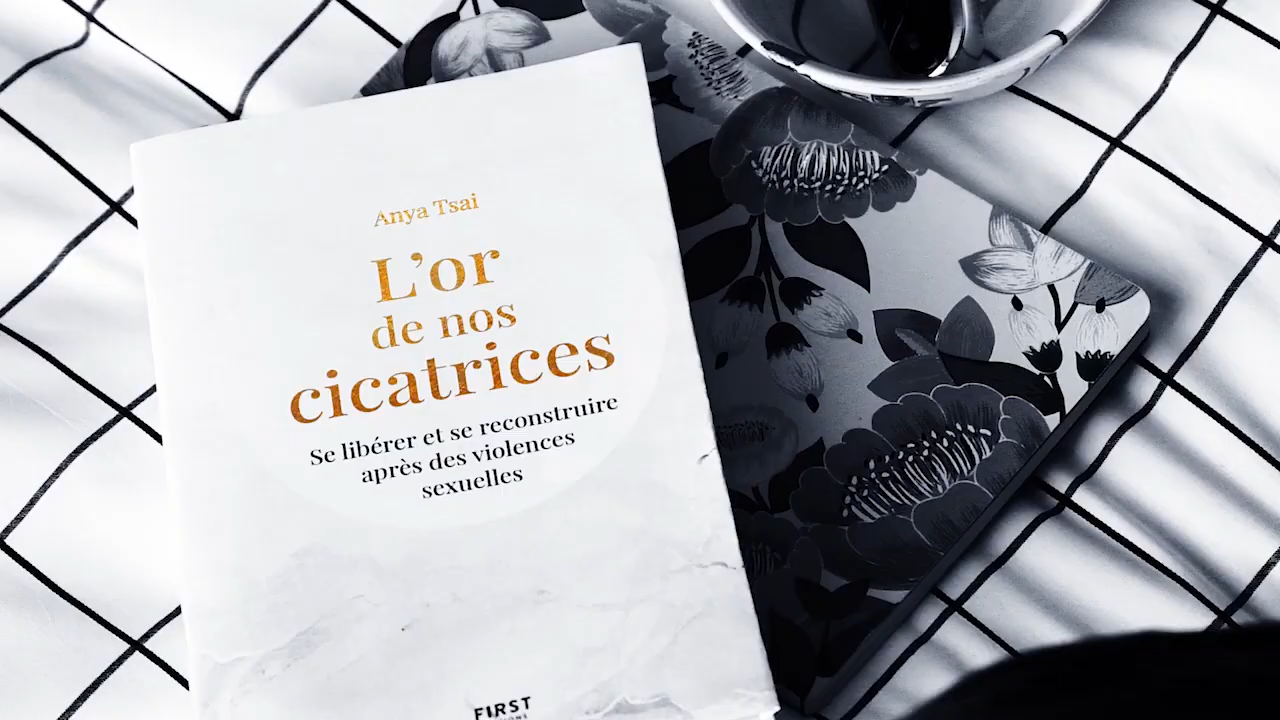 Anya Tsai
L'or
de nos
cicatrices
Se libérer et se reconstruire
après des violences
sexuelles
FIRST